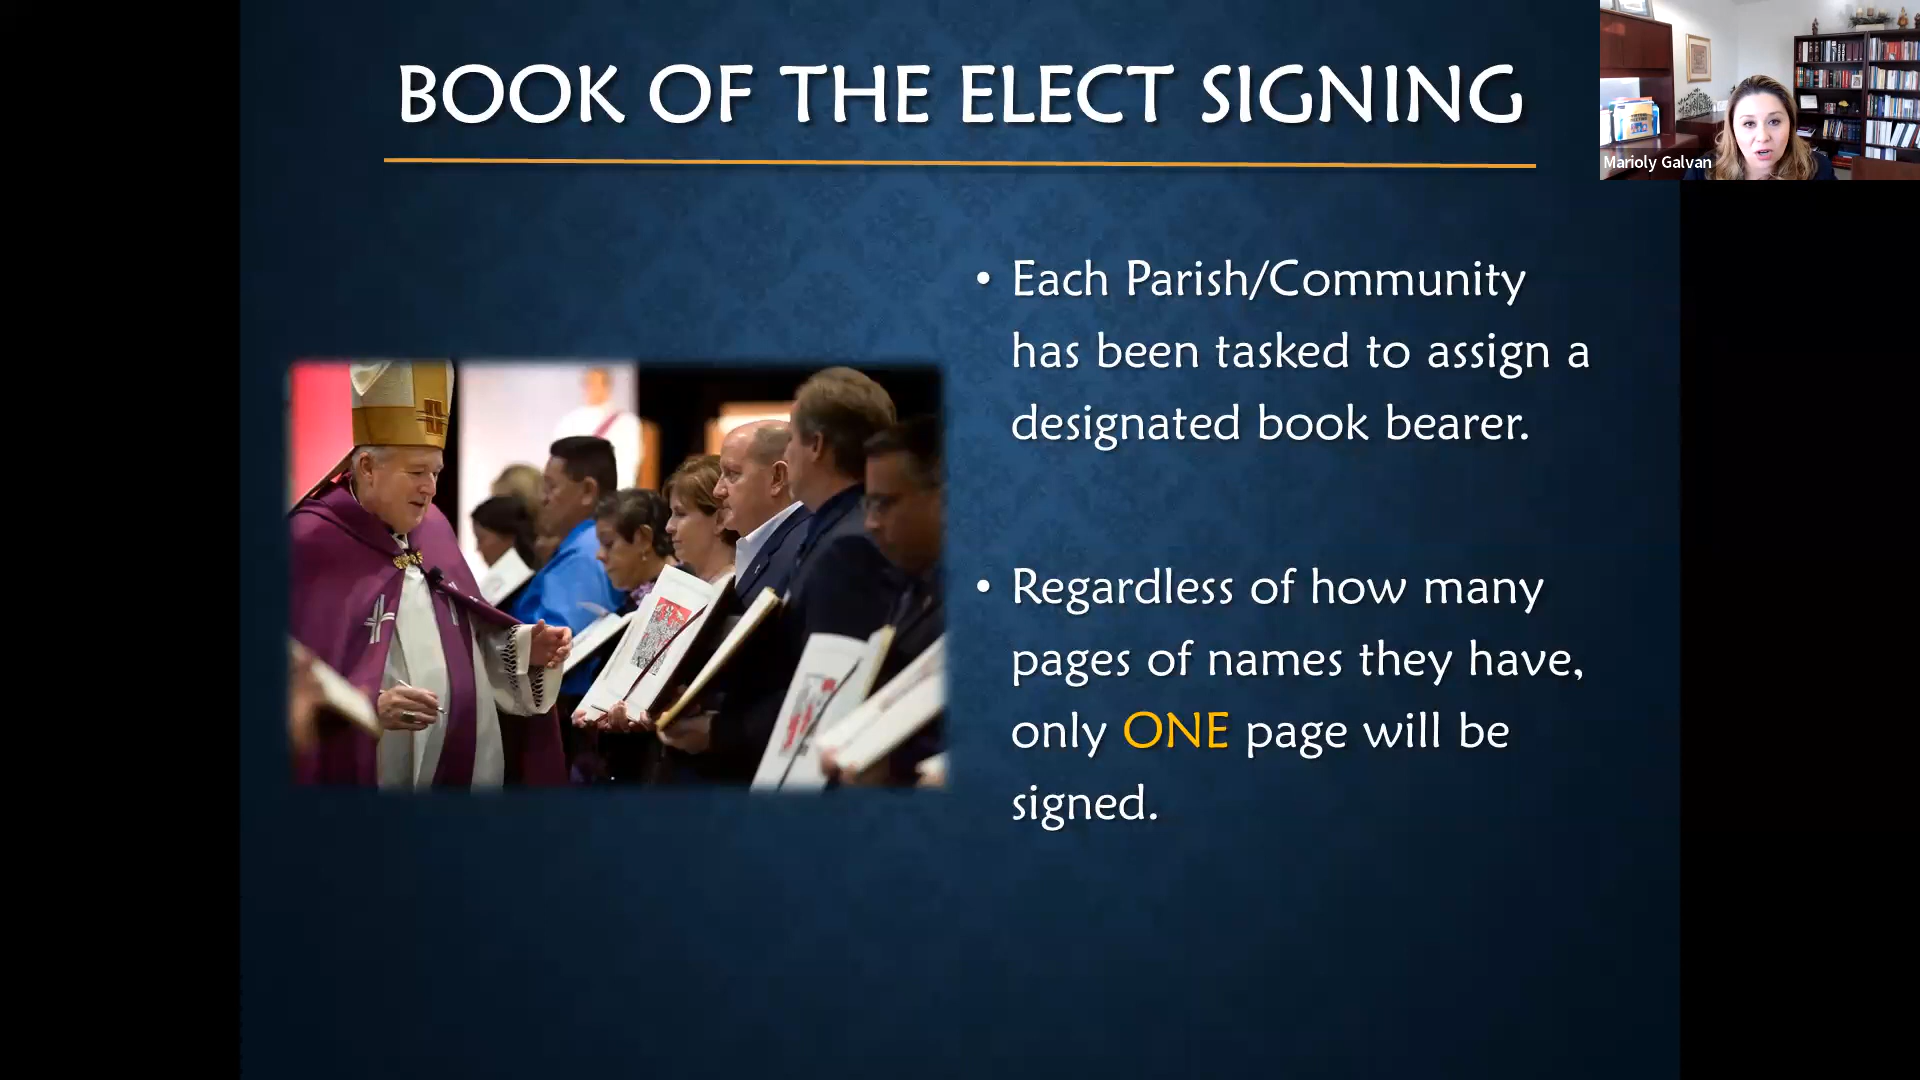 BOOK OF THE ELECT SIGNING
Marioly Galvan
• Each Parish/Community
has been tasked to assign a
designated book bearer.
• Regardless of how many
pages of names they have,
only ONE page will be
signed.